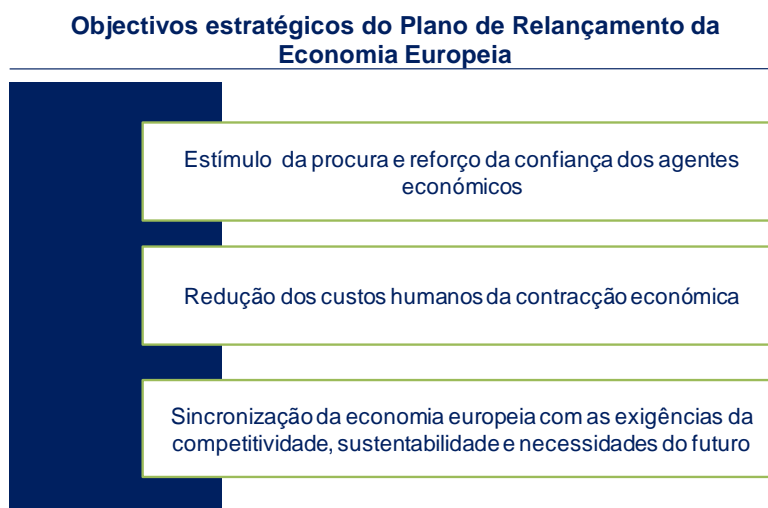 Objectivos estratégicos do Plano de Relançamento da
Economia Europeia
Estímulo da procura e reforço da confiança dos agentes
económicos
Redução dos custos humanos da contracção económica
Sincronização da economia europeia com as exigências da
competitividade, sustentabilidade e necessidades do futuro